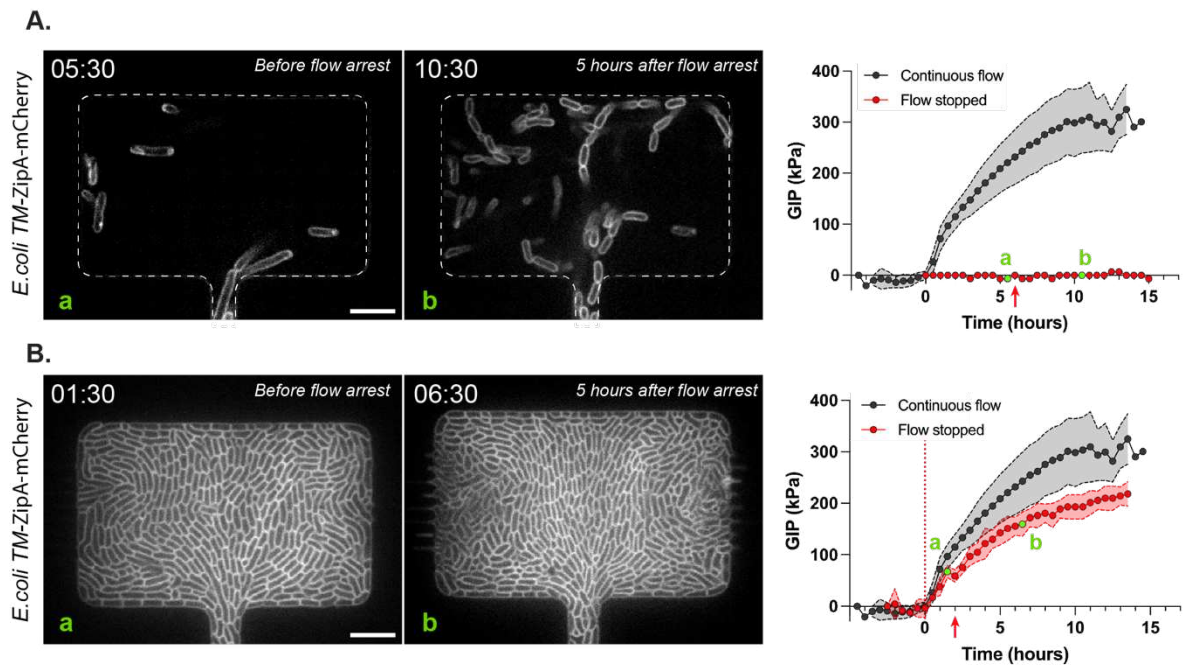 A.
E.coli TM-ZipA-mCherry
05:30
Before flow arrest
a
10:30
5 hours after flow arrest
b
GIP (kPa)
400
300
200
100
0
Continuous flow
Flow stopped
a
b
0
5
10
15
Time (hours)
B.
E.coli TM-ZipA-mCherry
01:30
Before flow arrest
a
06:30
5 hours after flow arrest
b
GIP (kPa)
400
300
200
100
0
Continuous flow
Flow stopped
a
b
0
5
10
15
Time (hours)